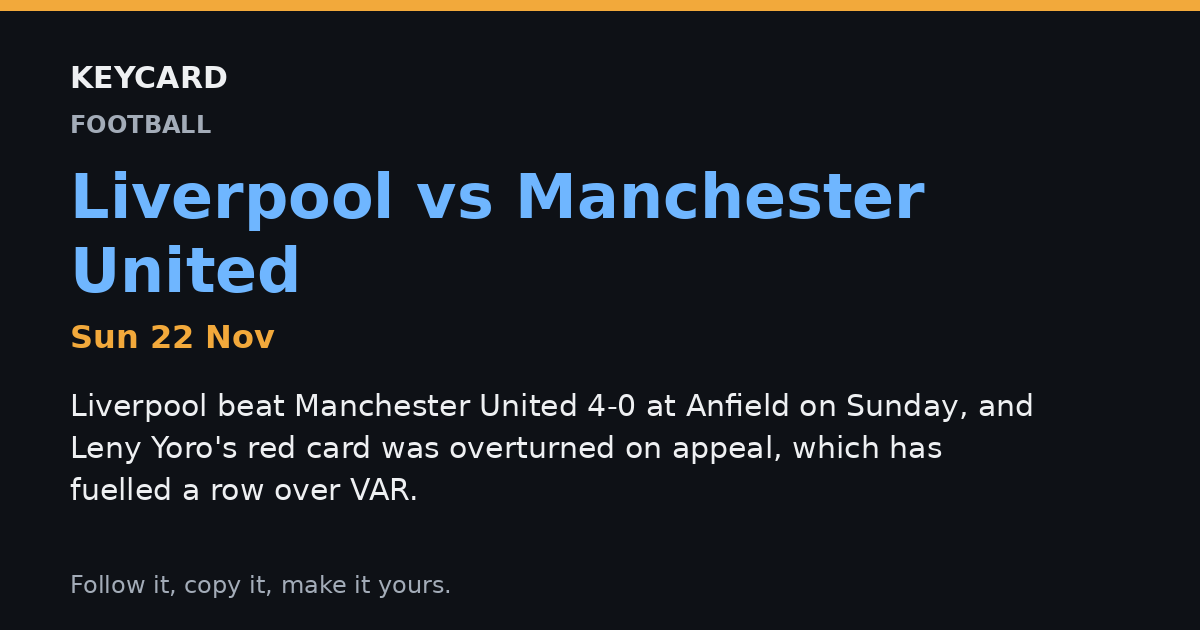 KEYCARD
FOOTBALL
Liverpool vs Manchester
United
Sun 22 Nov
Liverpool beat Manchester United 4-0 at Anfield on Sunday, and
Leny Yoro's red card was overturned on appeal, which has
fuelled a row over VAR.
Follow it, copy it, make it yours.